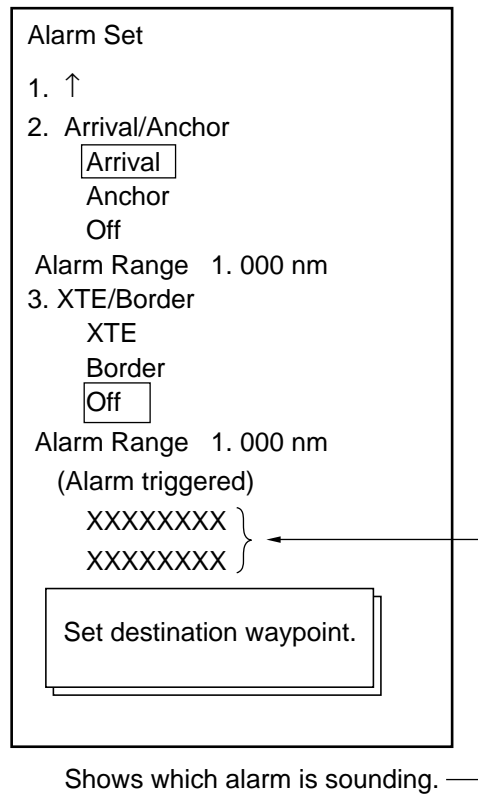 Alarm Set
1. ↑
2. Arrival/Anchor
Arrival
Anchor
Off
Alarm Range 1. 000 nm
3. XTE/Border
XTE
Border
Off
Alarm Range 1. 000 nm
(Alarm triggered)
XXXXXXXX
XXXXXXXX
Set destination waypoint.
Shows which alarm is sounding.